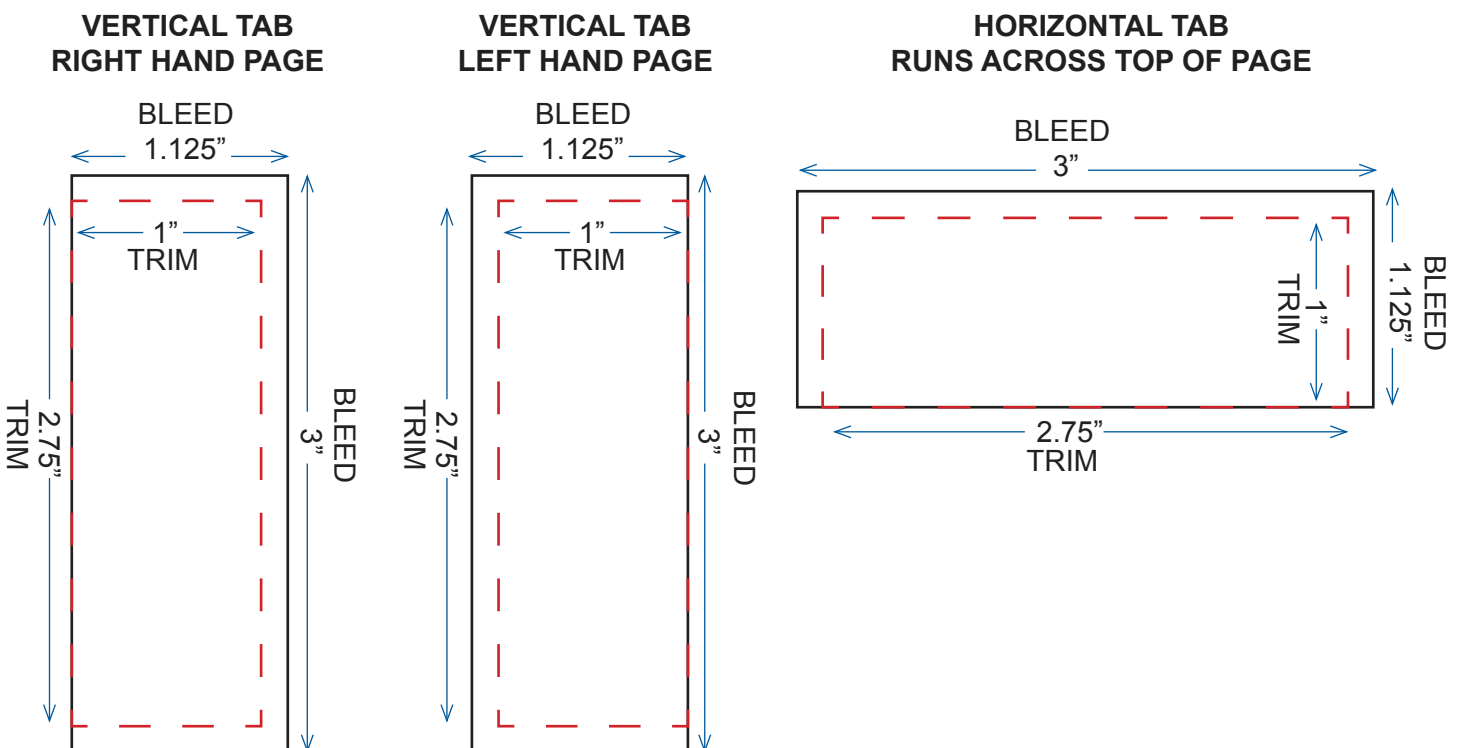 VERTICAL TAB
RIGHT HAND PAGE
BLEED
1.125”
1”
TRIM
2.75”
TRIM
BLEED
3”
VERTICAL TAB
LEFT HAND PAGE
BLEED
1.125”
1”
TRIM
2.75”
TRIM
BLEED
3”
HORIZONTAL TAB
RUNS ACROSS TOP OF PAGE
BLEED
3”
1”
TRIM
BLEED
1.125”
2.75”
TRIM